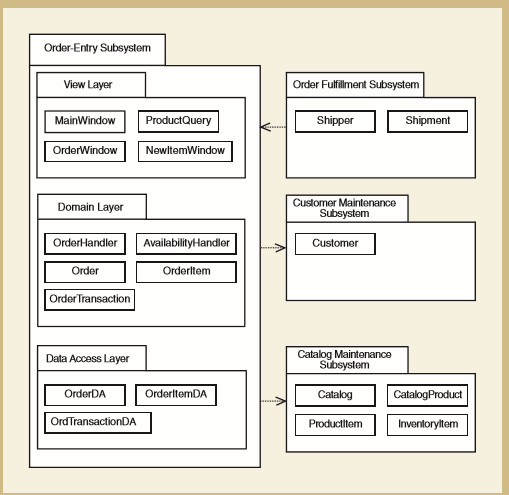 Order-Entry Subsystem
View Layer
MainWindow
ProductQuery
OrderWindow
NewItemWindow
Domain Layer
OrderHandler
AvailabilityHandler
Order
OrderItem
OrderTransaction
Data Access Layer
OrderDA
OrderItemDA
OrdTransactionDA
Order Fulfillment Subsystem
Shipper
Shipment
Customer Maintenance
Subsystem
Customer
Catalog Maintenance
Subsystem
Catalog
CatalogProduct
ProductItem
InventoryItem